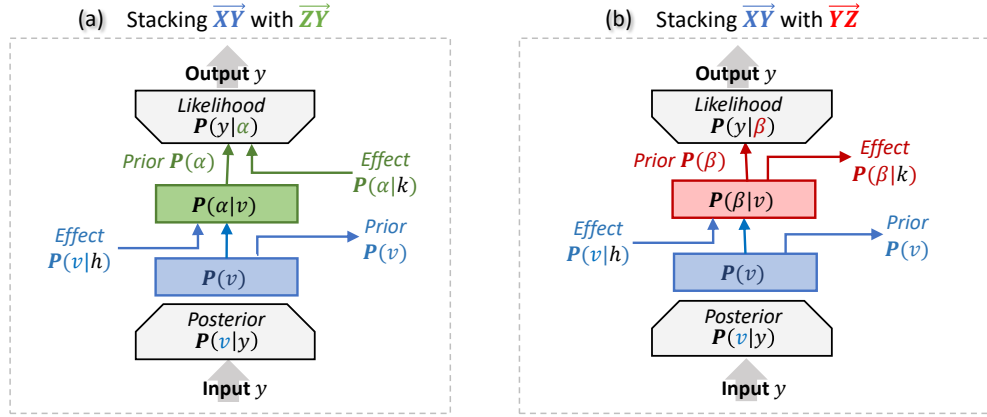 (a) Stacking XY with ZY
Output y
Likelihood
P(y|α)
Prior P(α)
Effect
P(α|k)
P(α|v)
Effect
P(v|h)
Prior
P(v)
P(v)
Posterior
P(v|y)
Input y
(b) Stacking XY with YZ
Output y
Likelihood
P(y|β)
Prior P(β)
Effect
P(β|k)
P(β|v)
Effect
P(v|h)
Prior
P(v)
P(v)
Posterior
P(v|y)
Input y